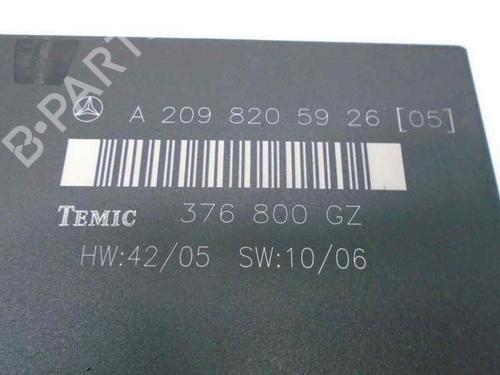 B-PARTS
A 209 820 59 26 [05]
TEMIC 376 800 GZ
HW:42/05 SW:10/06